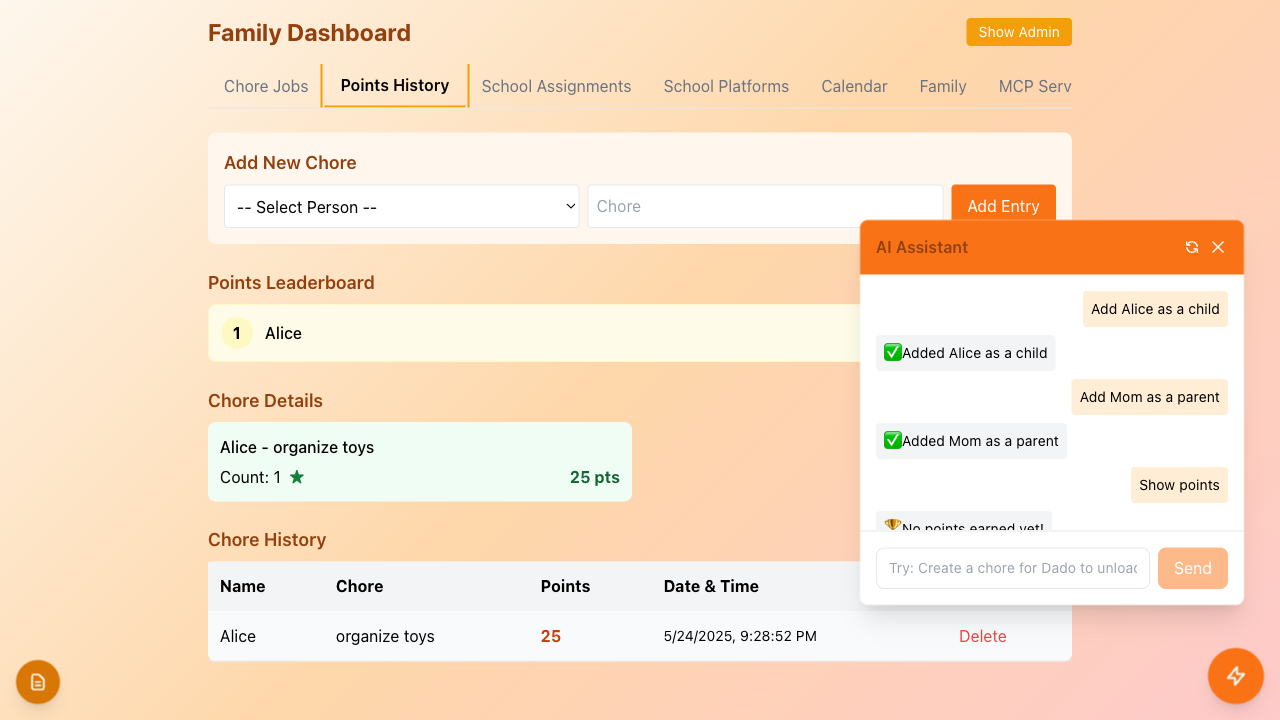 Family Dashboard
Show Admin
Chore Jobs Points History School Assignments School Platforms Calendar Family MCP Serv
Add New Chore
-- Select Person -- Chore Add Entry
Points Leaderboard
1 Alice
Chore Details
Alice - organize toys
Count: 1 25 pts
Chore History
Name Chore Points Date & Time
Alice organize toys 25 5/24/2025, 9:28:52 PM Delete
AI Assistant
Add Alice as a child
✅Added Alice as a child
Add Mom as a parent
✅Added Mom as a parent
Show points
🏆No points earned yet!
Try: Create a chore for Dado to unload
Send